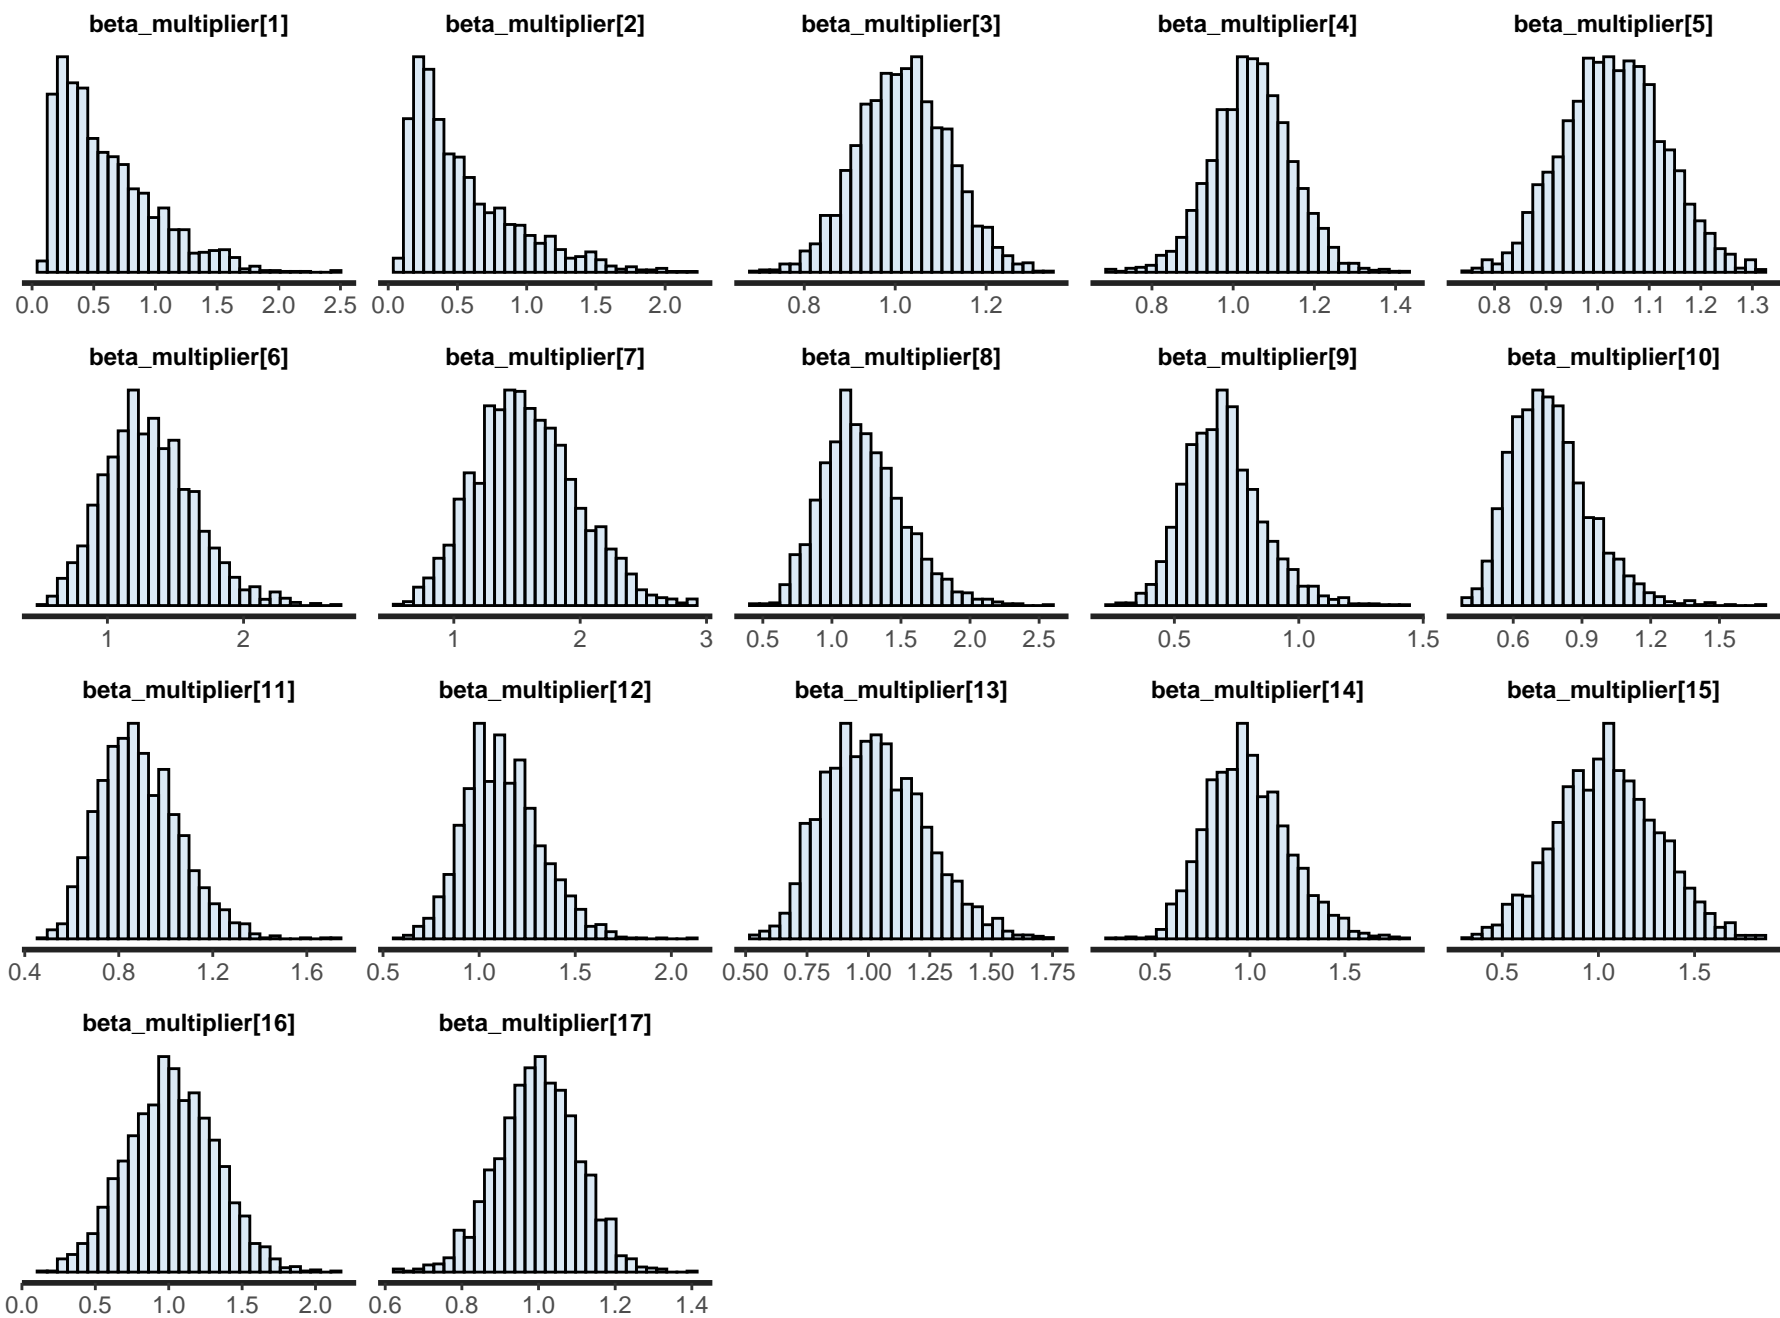 beta_multiplier[1] beta_multiplier[2] beta_multiplier[3] beta_multiplier[4] beta_multiplier[5]
0.0 0.5 1.0 1.5 2.0 2.5 0.0 0.5 1.0 1.5 2.0 0.8 1.0 1.2 0.8 1.0 1.2 1.4 0.8 0.9 1.0 1.1 1.2 1.3
beta_multiplier[6] beta_multiplier[7] beta_multiplier[8] beta_multiplier[9] beta_multiplier[10]
1 2 1 2 3 0.5 1.0 1.5 2.0 2.5 0.5 1.0 1.5 0.6 0.9 1.2 1.5
beta_multiplier[11] beta_multiplier[12] beta_multiplier[13] beta_multiplier[14] beta_multiplier[15]
0.4 0.8 1.2 1.6 0.5 1.0 1.5 2.0 0.50 0.75 1.00 1.25 1.50 1.75 0.5 1.0 1.5 0.5 1.0 1.5
beta_multiplier[16] beta_multiplier[17]
0.0 0.5 1.0 1.5 2.0 0.6 0.8 1.0 1.2 1.4